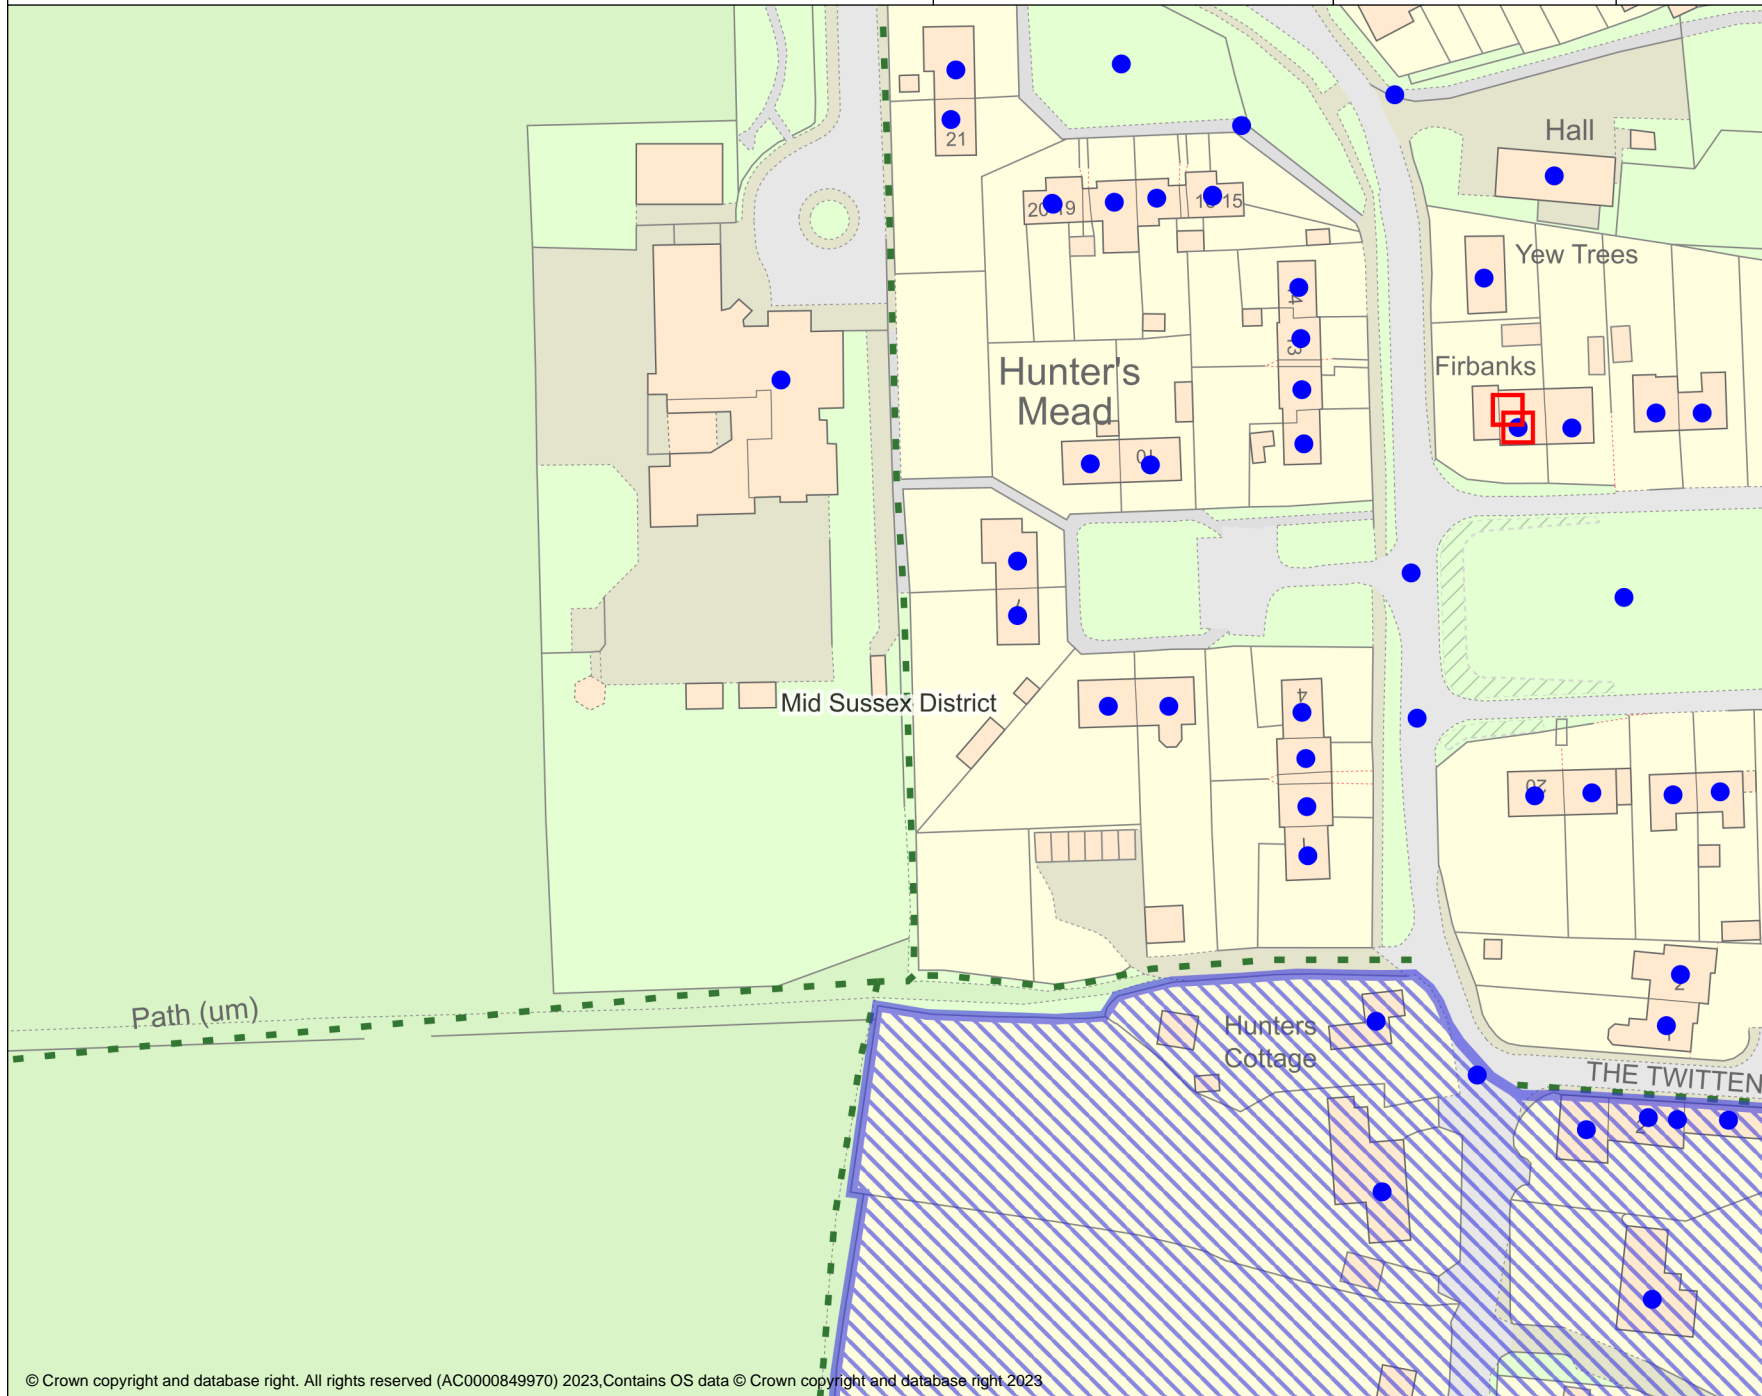 Hall
21
20 19
16 15
Yew Trees
14
13
Firbanks
Hunter's
Mead
10
7
Mid Sussex District
4
20
1
Path (um)
2
1
Hunters
Cottage
THE TWITTEN
2
© Crown copyright and database right. All rights reserved (AC0000849970) 2023,Contains OS data © Crown copyright and database right 2023